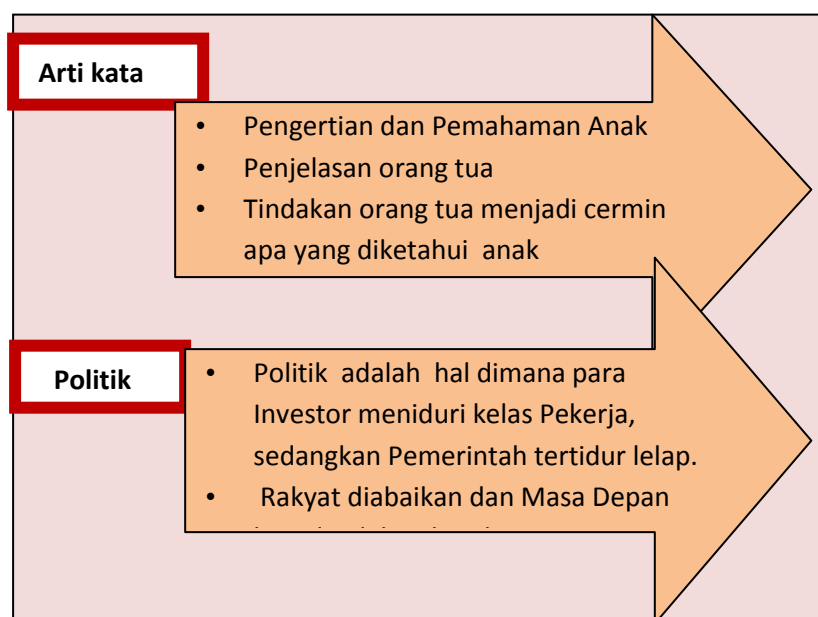 Arti kata
• Pengertian dan Pemahaman Anak
• Penjelasan orang tua
• Tindakan orang tua menjadi cermin
apa yang diketahui anak
Politik
• Politik adalah hal dimana para
Investor meniduri kelas Pekerja,
sedangkan Pemerintah tertidur lelap.
• Rakyat diabaikan dan Masa Depan